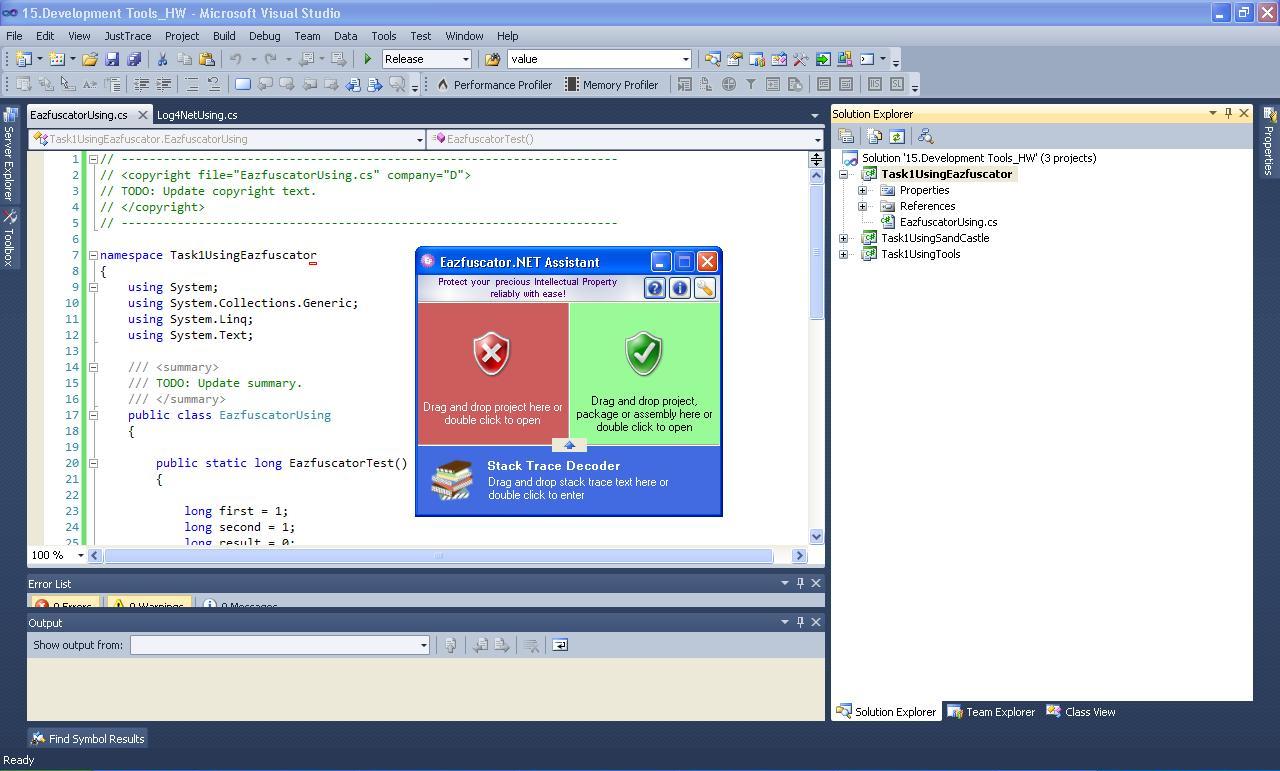 15.Development Tools_HW - Microsoft Visual Studio
File Edit View JustTrace Project Build Debug Team Data Tools Test Window Help
Release value
Performance Profiler Memory Profiler
EazfuscatorUsing.cs Log4NetUsing.cs
Task1UsingEazfuscator.EazfuscatorUsing EazfuscatorTest()
1 // ----------------------------------------------------------------------
2 // <copyright file="EazfuscatorUsing.cs" company="D">
3 // TODO: Update copyright text.
4 // </copyright>
5 // ----------------------------------------------------------------------
6
7 namespace Task1UsingEazfuscator
8 {
9 using System;
10 using System.Collections.Generic;
11 using System.Linq;
12 using System.Text;
13
14 /// <summary>
15 /// TODO: Update summary.
16 /// </summary>
17 public class EazfuscatorUsing
18 {
19
20 public static long EazfuscatorTest()
21 {
22
23 long first = 1;
24 long second = 1;
25 long result = 0;
100 %
Server Explorer
Toolbox
Eazfuscator.NET Assistant
Protect your precious Intellectual Property
reliably with ease!
Drag and drop project here or
double click to open
Drag and drop project,
package or assembly here or
double click to open
Stack Trace Decoder
Drag and drop stack trace text here or
double click to enter
Solution Explorer
Solution '15.Development Tools_HW' (3 projects)
Task1UsingEazfuscator
Properties
References
EazfuscatorUsing.cs
Task1UsingSandCastle
Task1UsingTools
Properties
Error List
0 Errors 0 Warnings 0 Messages
Output
Show output from:
Solution Explorer Team Explorer Class View
Find Symbol Results
Ready